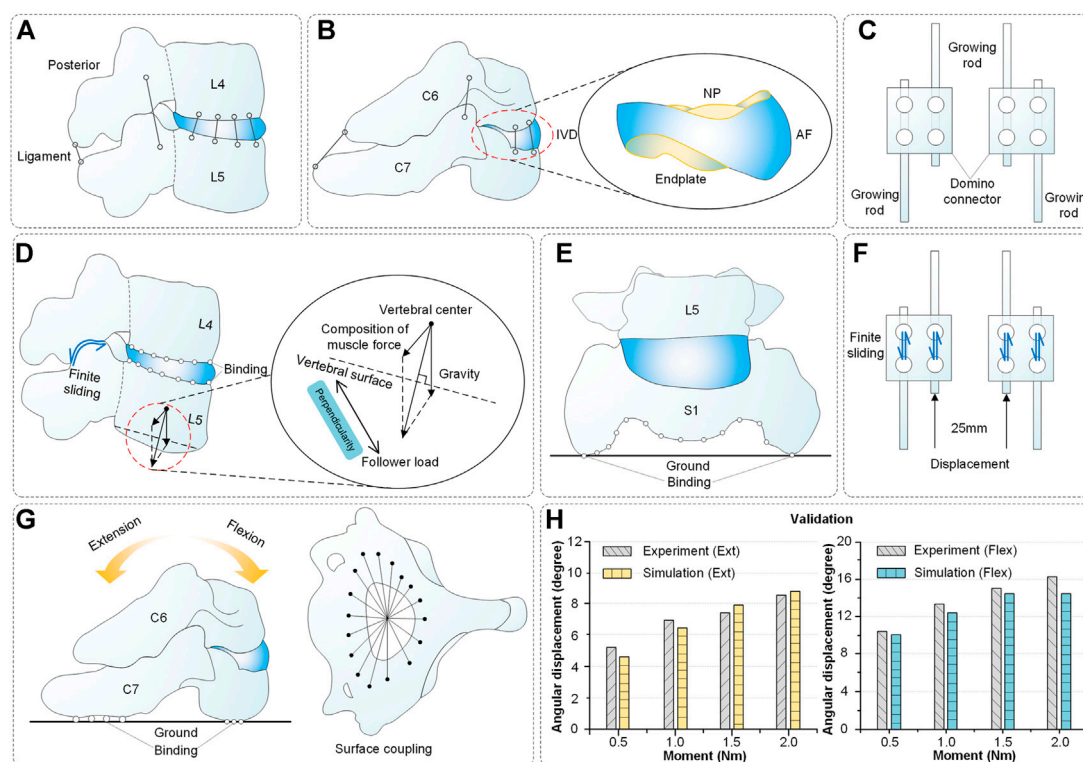 A
Posterior
L4
Ligament
L5
B
C6
C7
IVD
NP
AF
Endplate
C
Growing
rod
Domino
connector
Growing
rod
Growing
rod
D
L4
Finite
sliding
Binding
L5
Vertebral center
Composition of
muscle force
Vertebral surface
Gravity
Perpendicularity
Follower load
E
L5
S1
Ground
Binding
F
Finite
sliding
25mm
Displacement
G
Extension
Flexion
C6
C7
Ground
Binding
Surface coupling
H
Validation
Angular displacement (degree)
12
10
8
6
4
2
0
Experiment (Ext)
Simulation (Ext)
0.5
1.0
1.5
2.0
Moment (Nm)
Angular displacement (degree)
20
16
12
8
4
0
Experiment (Flex)
Simulation (Flex)
0.5
1.0
1.5
2.0
Moment (Nm)